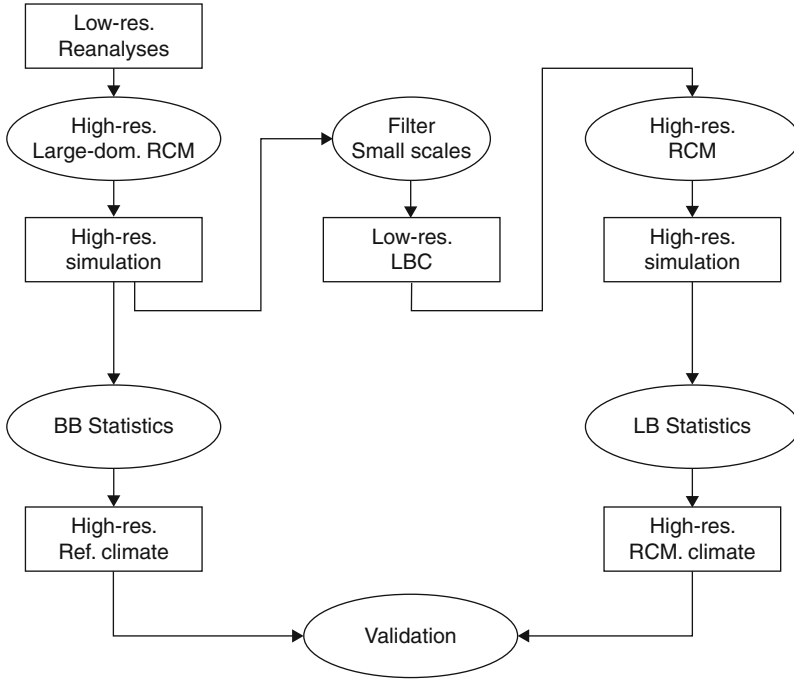 Low-res.
Reanalyses
High-res.
Large-dom. RCM
High-res.
simulation
BB Statistics
High-res.
Ref. climate
Filter
Small scales
Low-res.
LBC
High-res.
RCM
High-res.
simulation
LB Statistics
High-res.
RCM. climate
Validation